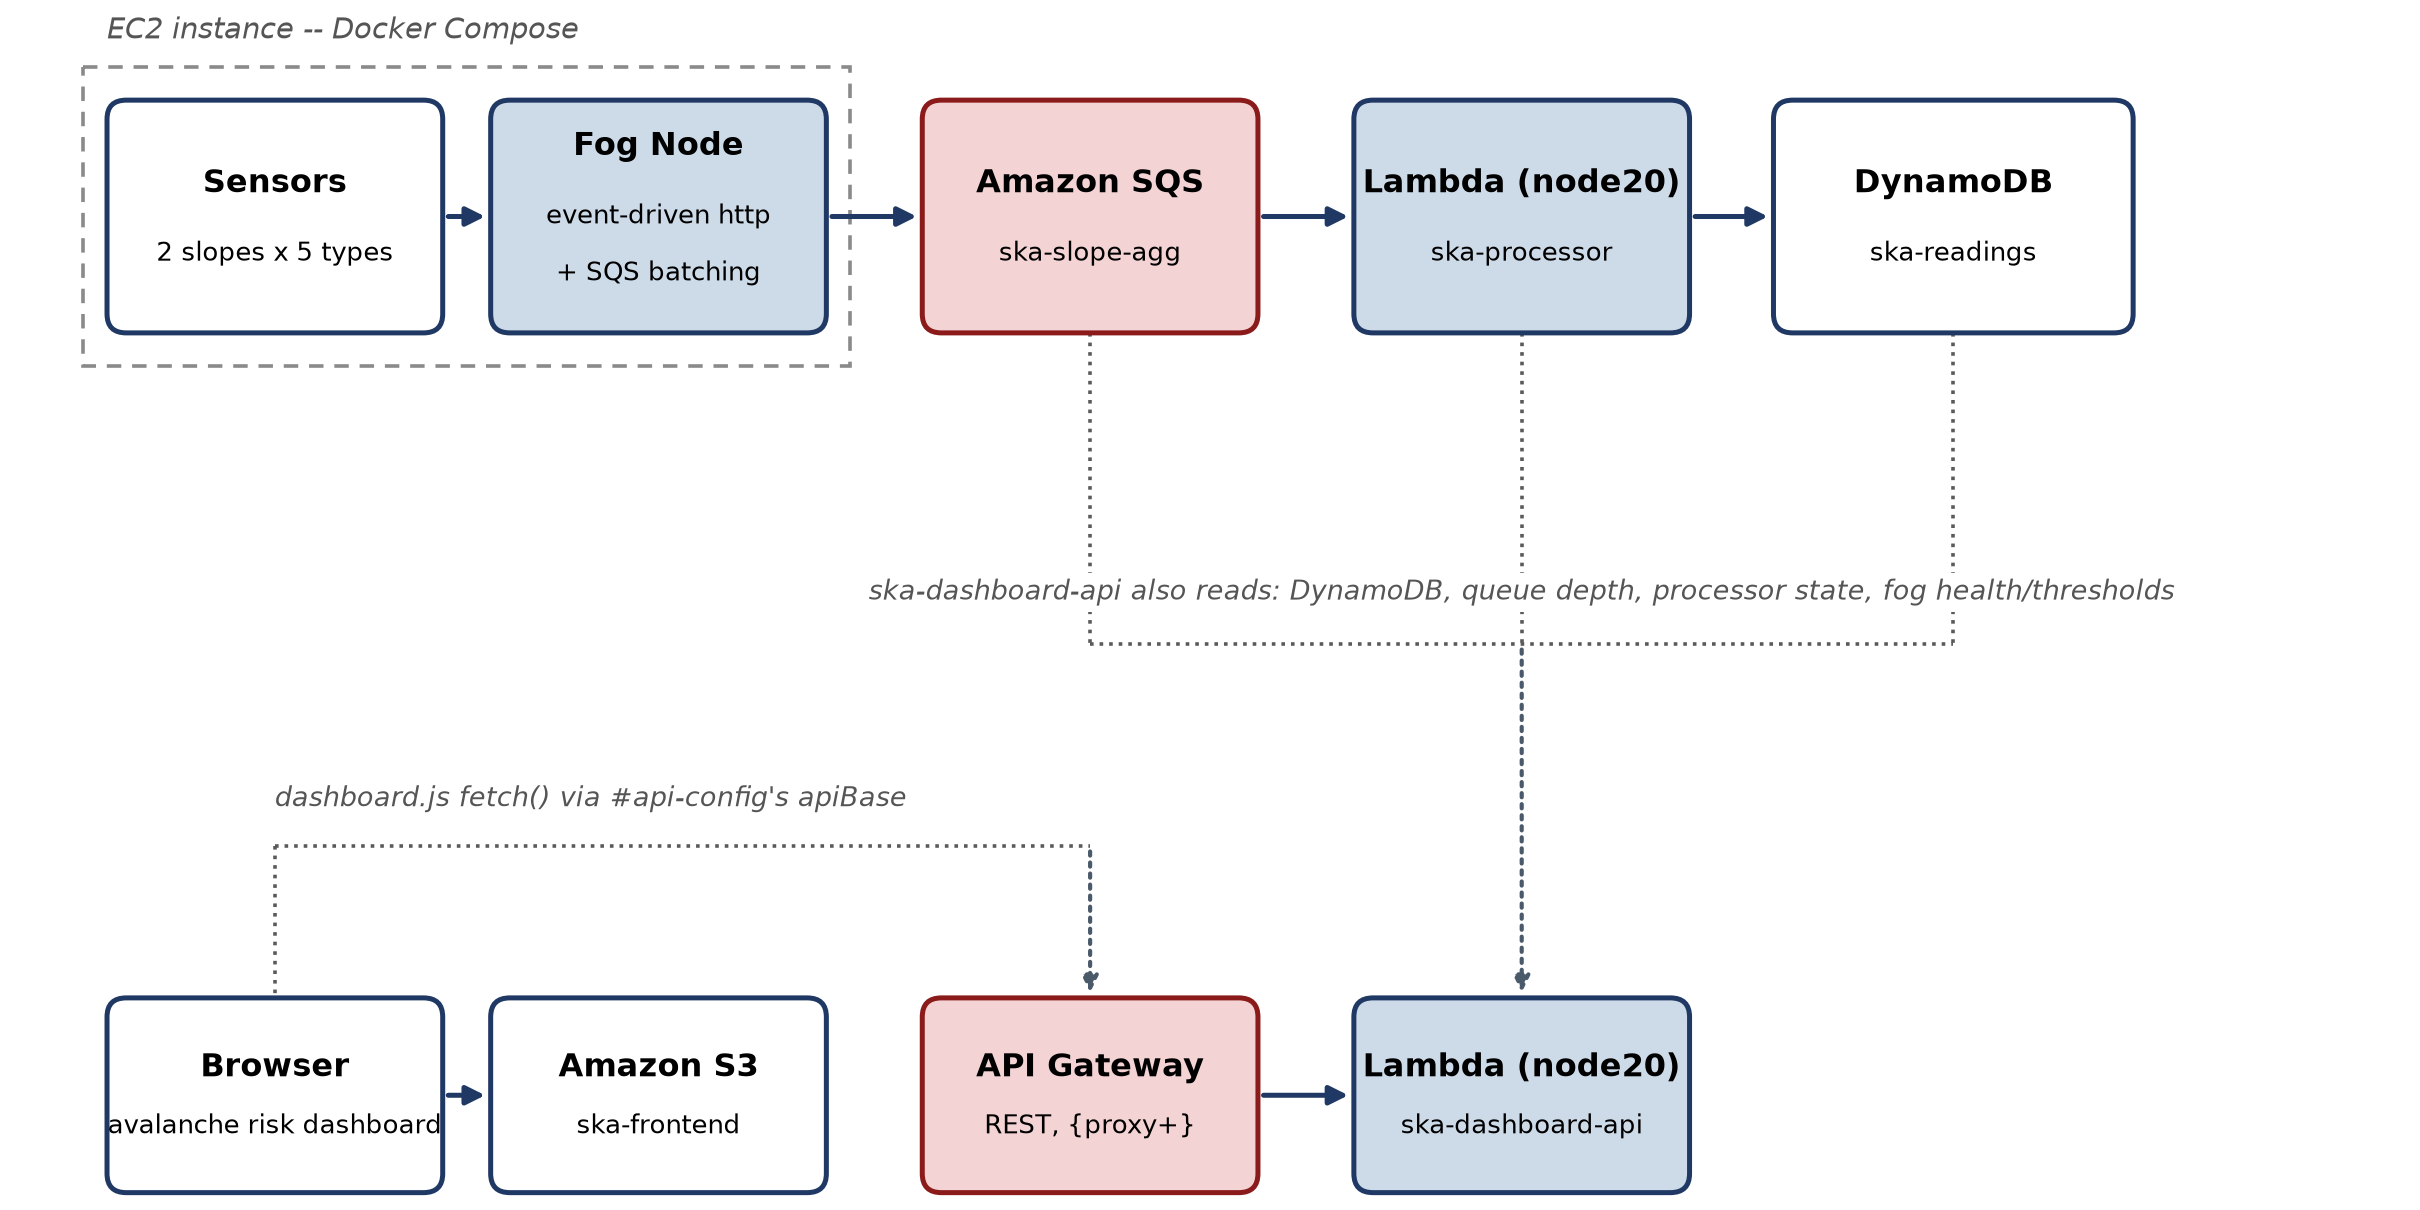 EC2 instance -- Docker Compose
Sensors
2 slopes x 5 types
Fog Node
event-driven http
+ SQS batching
Amazon SQS
ska-slope-agg
Lambda (node20)
ska-processor
DynamoDB
ska-readings
ska-dashboard-api also reads: DynamoDB, queue depth, processor state, fog health/thresholds
dashboard.js fetch() via #api-config's apiBase
Browser
avalanche risk dashboard
Amazon S3
ska-frontend
API Gateway
REST, {proxy+}
Lambda (node20)
ska-dashboard-api